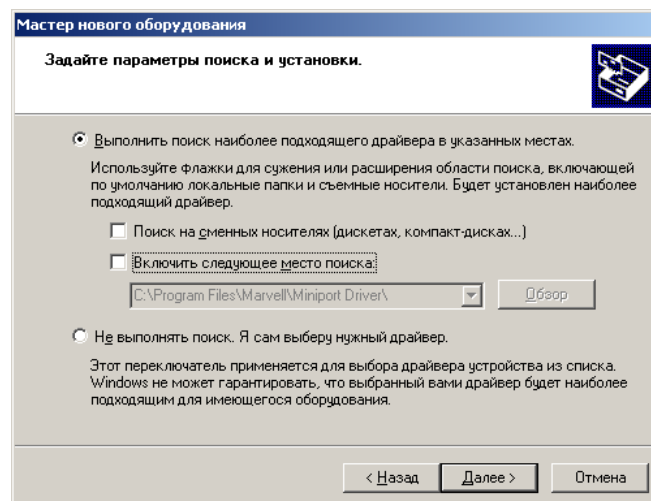 Мастер нового оборудования
Задайте параметры поиска и установки.
Выполнить поиск наиболее подходящего драйвера в указанных местах.
Используйте флажки для сужения или расширения области поиска, включающей
по умолчанию локальные папки и съемные носители. Будет установлен наиболее
подходящий драйвер.
Поиск на сменных носителях (дискетах, компакт-дисках...)
Включить следующее место поиска:
C:\Program Files\Marvell\Miniport Driver\
Обзор
Не выполнять поиск. Я сам выберу нужный драйвер.
Этот переключатель применяется для выбора драйвера устройства из списка.
Windows не может гарантировать, что выбранный вами драйвер будет наиболее
подходящим для имеющегося оборудования.
< Назад Далее > Отмена